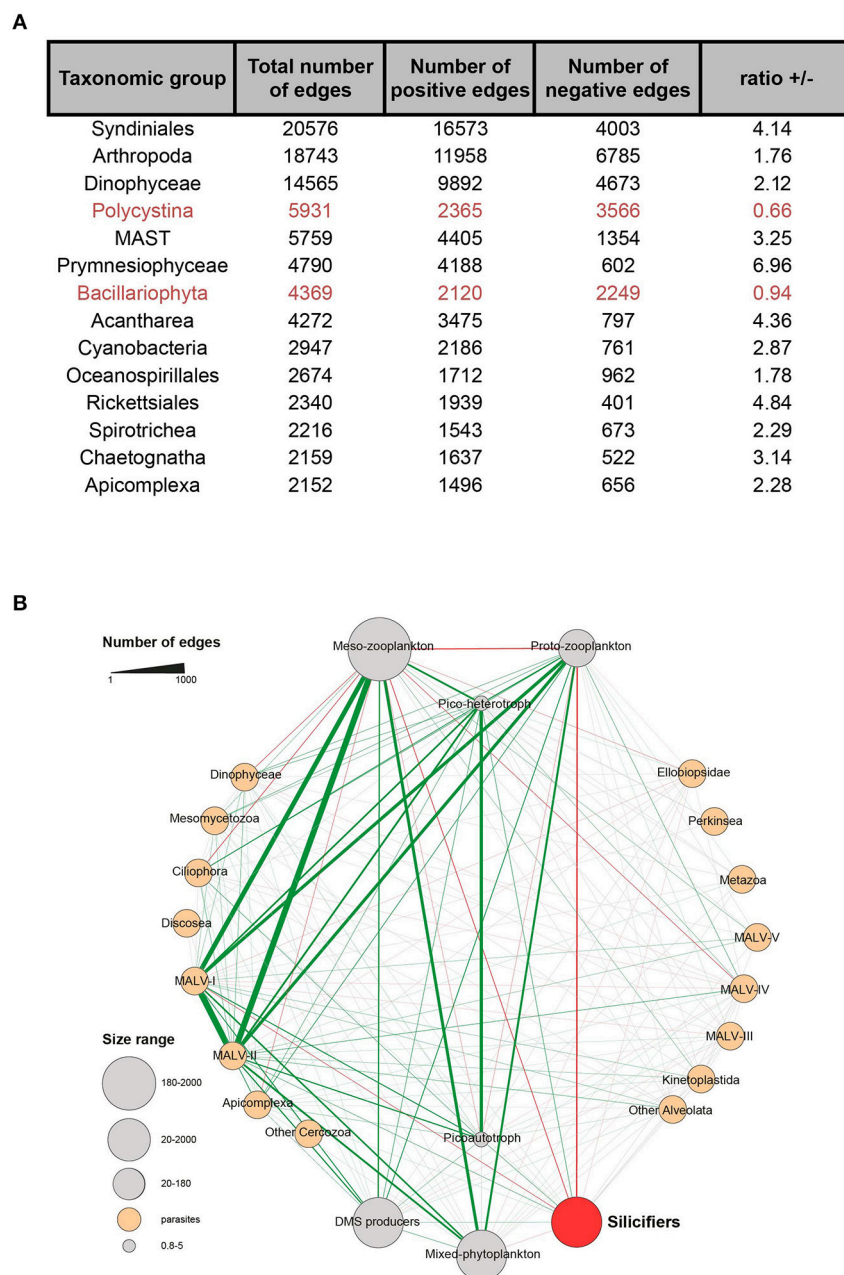 A
Taxonomic group Total number of edges Number of positive edges Number of negative edges ratio +/-
Syndiniales 20576 16573 4003 4.14
Arthropoda 18743 11958 6785 1.76
Dinophyceae 14565 9892 4673 2.12
Polycystina 5931 2365 3566 0.66
MAST 5759 4405 1354 3.25
Prymnesiophyceae 4790 4188 602 6.96
Bacillariophyta 4369 2120 2249 0.94
Acantharea 4272 3475 797 4.36
Cyanobacteria 2947 2186 761 2.87
Oceanospirillales 2674 1712 962 1.78
Rickettsiales 2340 1939 401 4.84
Spirotrichea 2216 1543 673 2.29
Chaetognatha 2159 1637 522 3.14
Apicomplexa 2152 1496 656 2.28
B
Number of edges
1 1000
Meso-zooplankton
Proto-zooplankton
Pico-heterotroph
Dinophyceae
Mesomycetozoa
Ciliophora
Discosea
MALV-I
MALV-II
Apicomplexa
Other Cercozoa
Ellobiopsidae
Perkinsea
Metazoa
MALV-V
MALV-IV
MALV-III
Kinetoplastida
Other Alveolata
Picoautotroph
DMS producers
Mixed-phytoplankton
Silicifiers
Size range
180-2000
20-2000
20-180
parasites
0.8-5